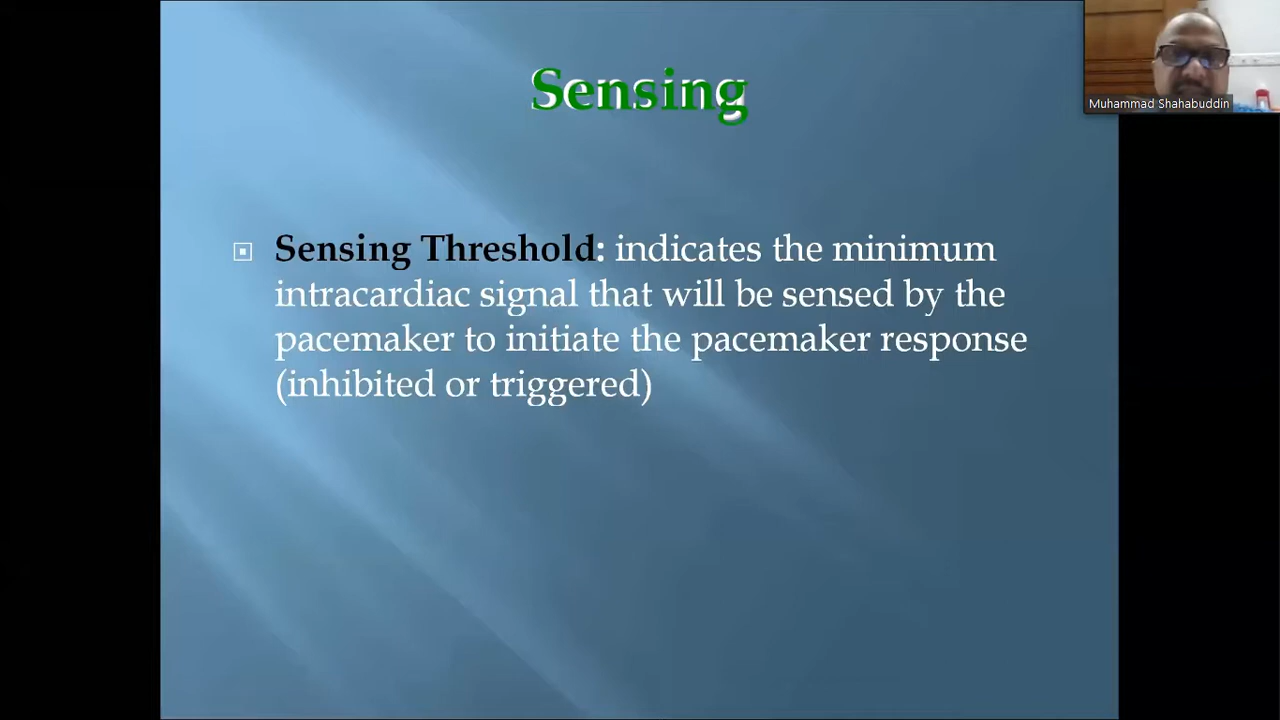 Sensing
Muhammad Shahabuddin
Sensing Threshold: indicates the minimum
intracardiac signal that will be sensed by the
pacemaker to initiate the pacemaker response
(inhibited or triggered)